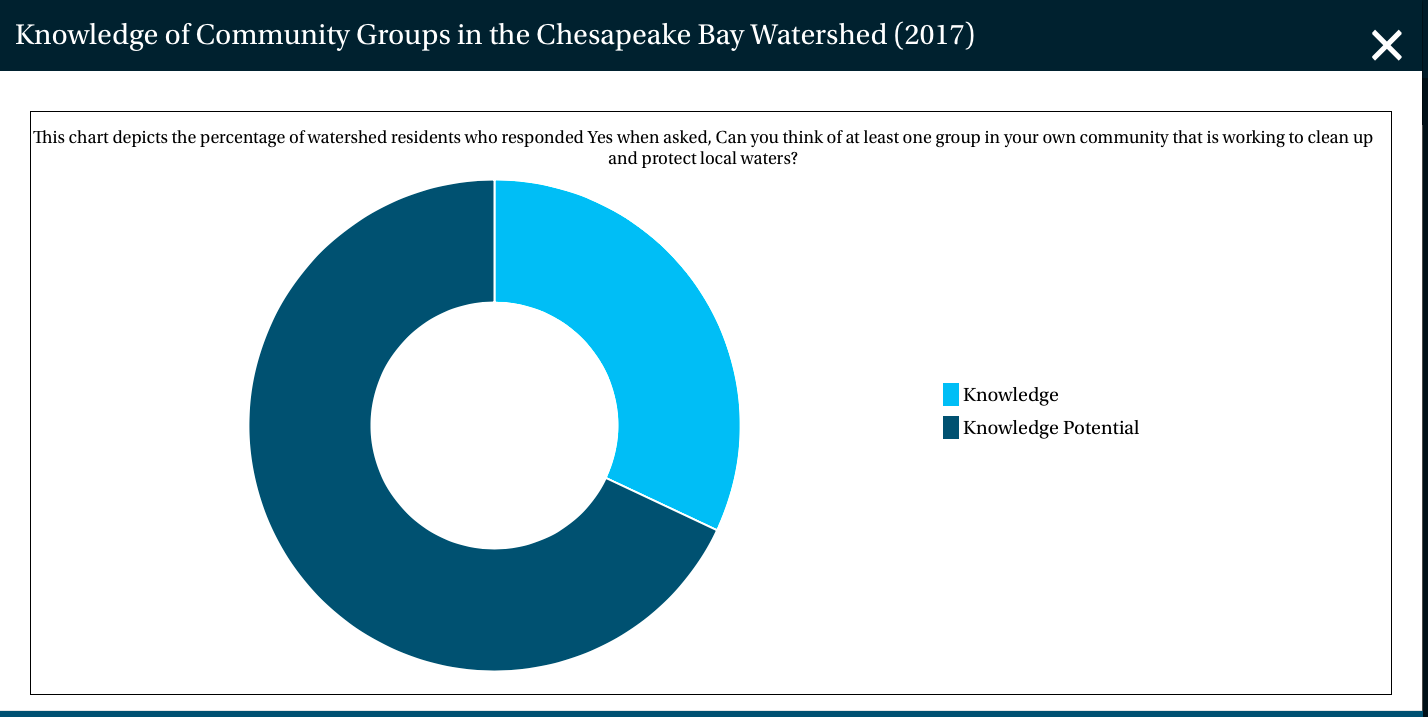 Knowledge of Community Groups in the Chesapeake Bay Watershed (2017)
This chart depicts the percentage of watershed residents who responded Yes when asked, Can you think of at least one group in your own community that is working to clean up
and protect local waters?
Knowledge
Knowledge Potential